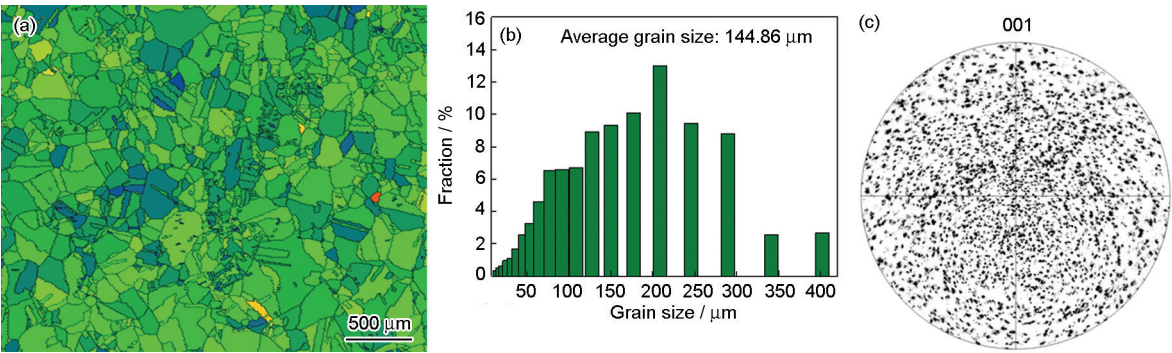 (a)
500 μm
(b)
Average grain size: 144.86 μm
Fraction / %
16
14
12
10
8
6
4
2
0
50 100 150 200 250 300 350 400
Grain size / μm
(c)
001